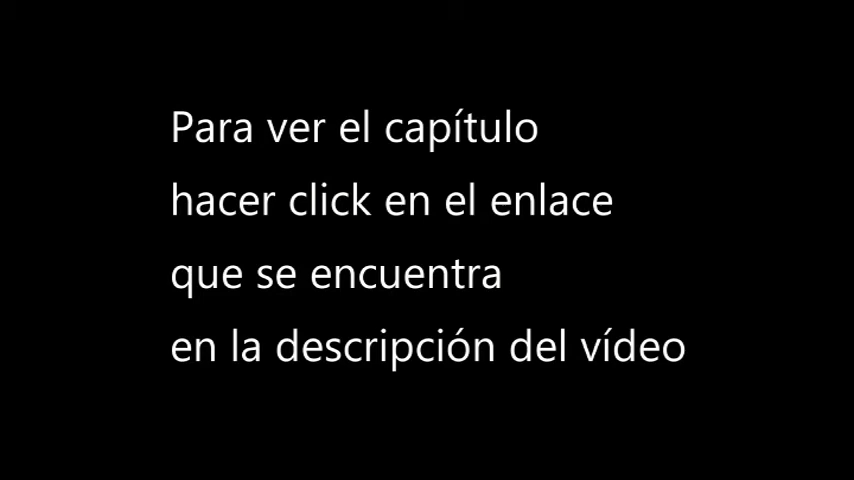 Para ver el capítulo
hacer click en el enlace
que se encuentra
en la descripción del vídeo